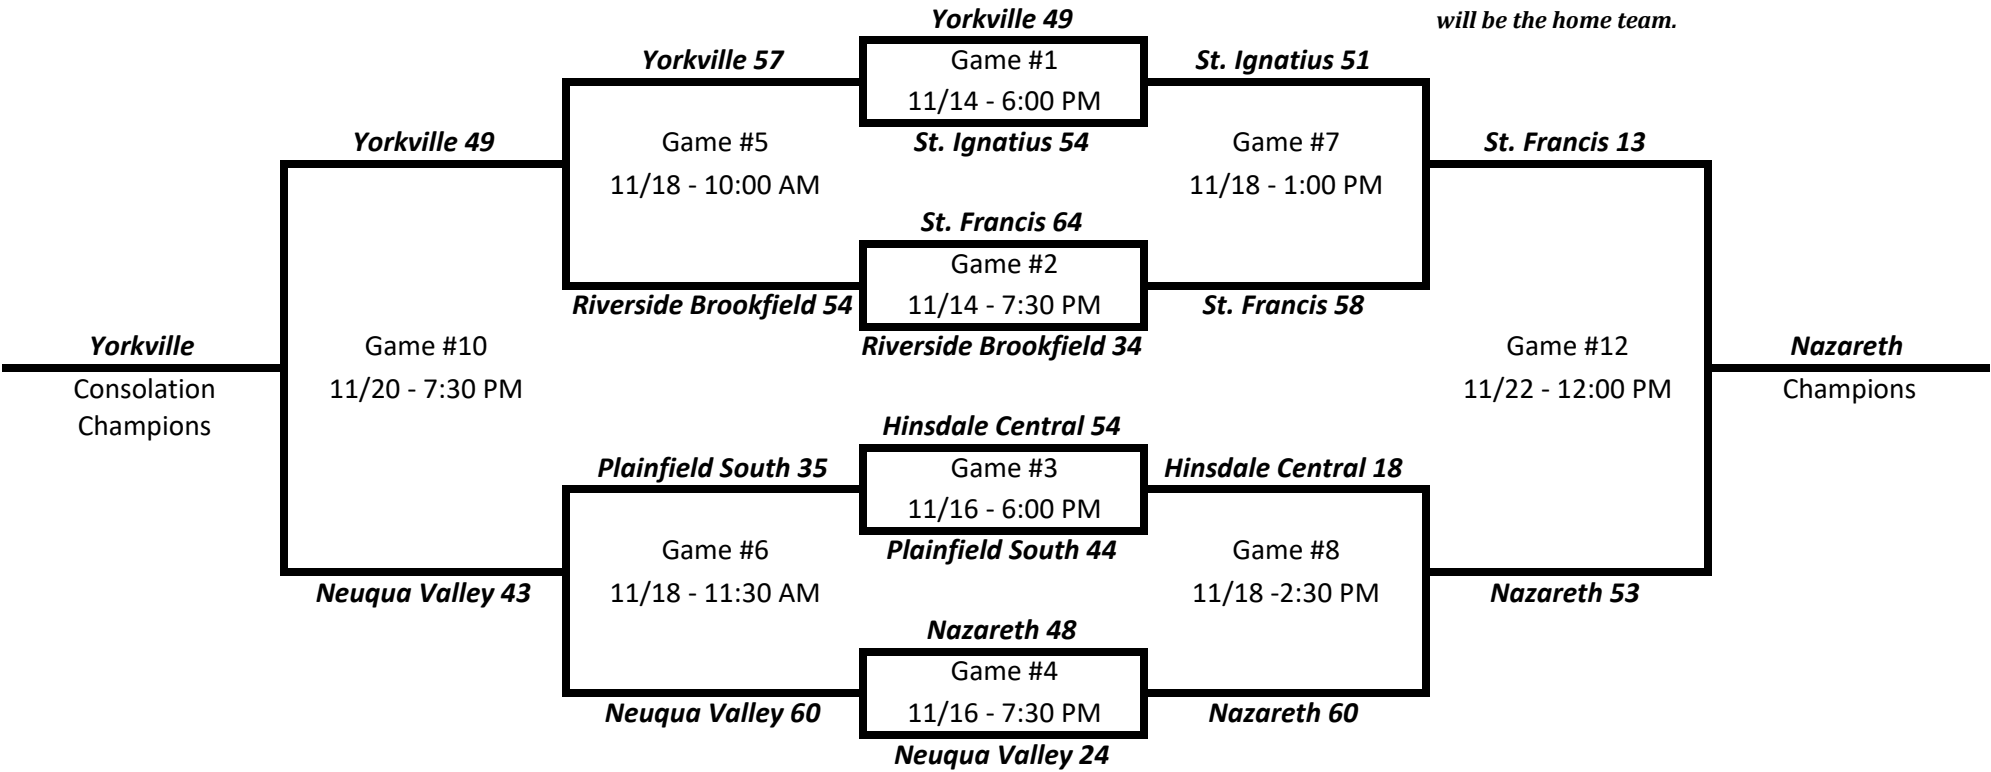 Yorkville 49
will be the home team.
Yorkville 57
Game #1
St. Ignatius 51
11/14 - 6:00 PM
Yorkville 49
Game #5
St. Ignatius 54
Game #7
St. Francis 13
11/18 - 10:00 AM
11/18 - 1:00 PM
St. Francis 64
Game #2
Riverside Brookfield 54
11/14 - 7:30 PM
St. Francis 58
Yorkville
Game #10
Riverside Brookfield 34
Game #12
Nazareth
Consolation
Champions
11/20 - 7:30 PM
11/22 - 12:00 PM
Champions
Hinsdale Central 54
Plainfield South 35
Game #3
Hinsdale Central 18
11/16 - 6:00 PM
Game #6
Plainfield South 44
Game #8
Neuqua Valley 43
11/18 - 11:30 AM
11/18 -2:30 PM
Nazareth 53
Nazareth 48
Game #4
Neuqua Valley 60
11/16 - 7:30 PM
Nazareth 60
Neuqua Valley 24